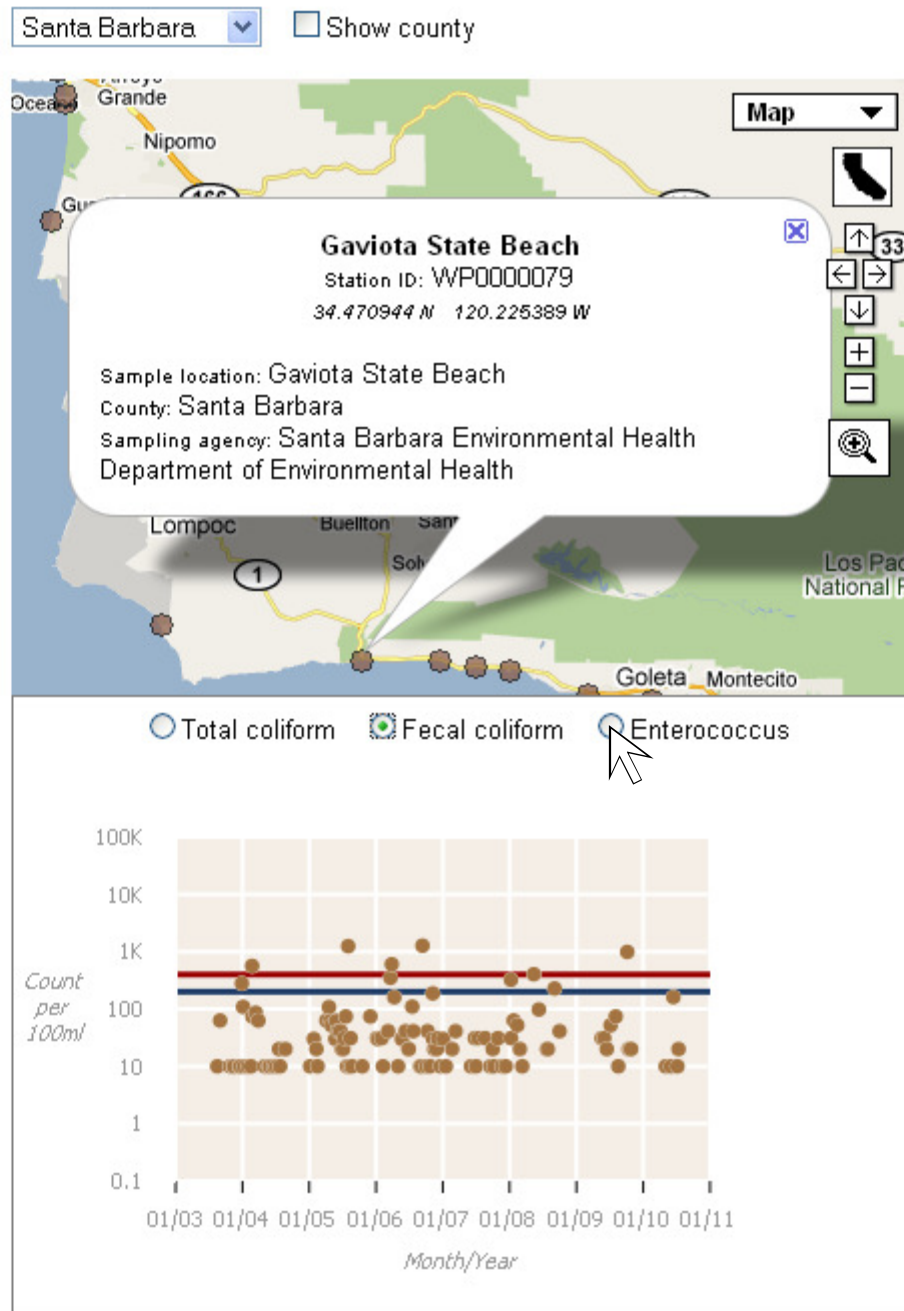 Santa Barbara Show county
Grande
Nipomo
Map
33
Gaviota State Beach
Station ID: WP0000079
34.470944 N 120.225389 W
Sample location: Gaviota State Beach
County: Santa Barbara
Sampling agency: Santa Barbara Environmental Health
Department of Environmental Health
Lompoc
Buellton
1
Los Pad
National F
Goleta Montecito
Total coliform Fecal coliform Enterococcus
100K
10K
1K
100
10
1
0.1
Count
per
100ml
01/03 01/04 01/05 01/06 01/07 01/08 01/09 01/10 01/11
Month/Year